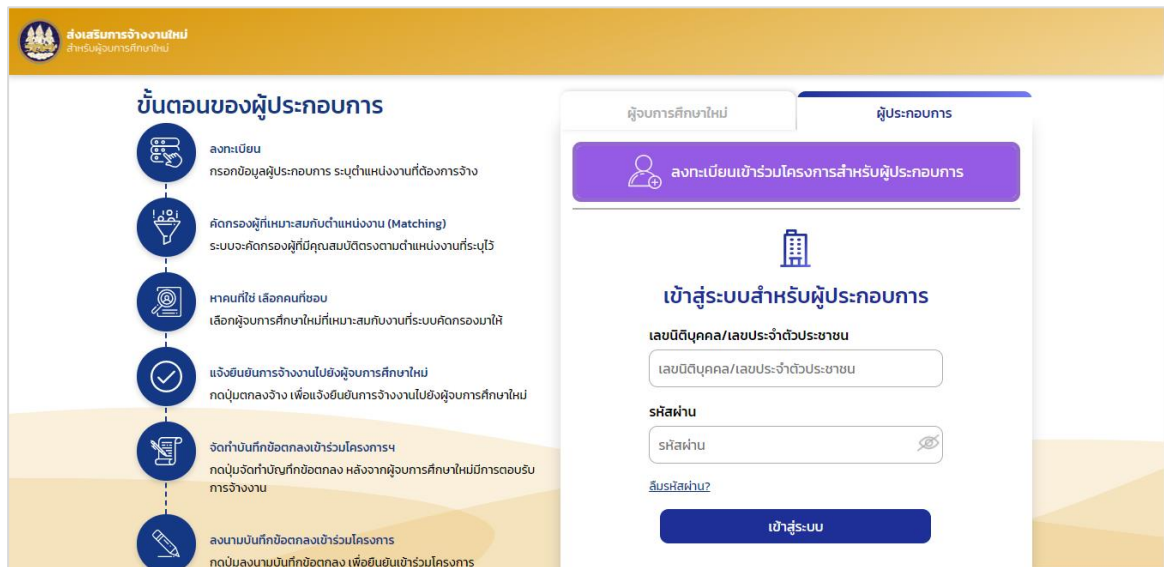 ส่งเสริมการจ้างงานใหม่
สำหรับผู้จบการศึกษาใหม่
ขั้นตอนของผู้ประกอบการ
ลงทะเบียน
กรอกข้อมูลผู้ประกอบการ ระบุตำแหน่งงานที่ต้องการจ้าง
คัดกรองผู้ที่เหมาะสมกับตำแหน่งงาน (Matching)
ระบบจะคัดกรองผู้ที่มีคุณสมบัติตรงตามตำแหน่งงานที่ระบุไว้
หาคนที่ใช่ เลือกคนที่ชอบ
เลือกผู้จบการศึกษาใหม่ที่เหมาะสมกับงานที่ระบบคัดกรองมาให้
แจ้งยืนยันการจ้างงานไปยังผู้จบการศึกษาใหม่
กดปุ่มตกลงจ้าง เพื่อแจ้งยืนยันการจ้างงานไปยังผู้จบการศึกษาใหม่
จัดทำบันทึกข้อตกลงเข้าร่วมโครงการฯ
กดปุ่มจัดทำบัญทึกข้อตกลง หลังจากผู้จบการศึกษาใหม่มีการตอบรับ
การจ้างงาน
ลงนามบันทึกข้อตกลงเข้าร่วมโครงการ
กดปุ่มลงนามบันทึกข้อตกลง เพื่อยืนยันเข้าร่วมโครงการ
ผู้จบการศึกษาใหม่
ผู้ประกอบการ
ลงทะเบียนเข้าร่วมโครงการสำหรับผู้ประกอบการ
เข้าสู่ระบบสำหรับผู้ประกอบการ
เลขนิติบุคคล/เลขประจำตัวประชาชน
เลขนิติบุคคล/เลขประจำตัวประชาชน
รหัสผ่าน
รหัสผ่าน
ลืมรหัสผ่าน?
เข้าสู่ระบบ